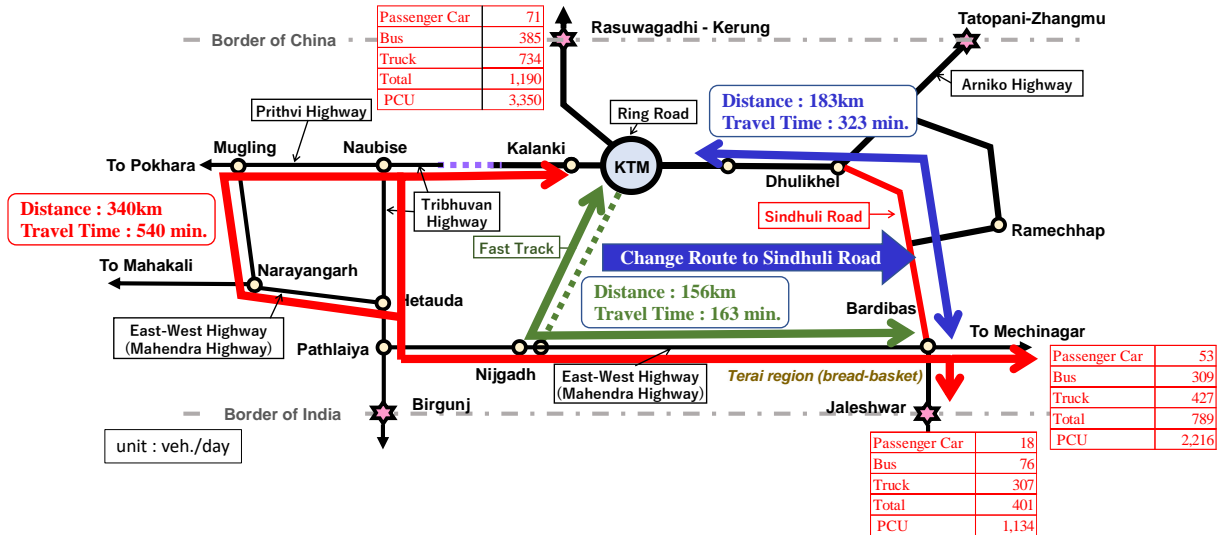 Passenger Car 71
Bus 385
Truck 734
Total 1,190
PCU 3,350
Rasuwagadhi - Kerung
Tatopani-Zhangmu
Border of China
Arniko Highway
Prithvi Highway
Ring Road
Distance : 183km
Travel Time : 323 min.
Mugling
Naubise
Kalanki
KTM
To Pokhara
Dhulikhel
Distance : 340km
Travel Time : 540 min.
Tribhuvan
Highway
Sindhuli Road
Ramechhap
Fast Track
Change Route to Sindhuli Road
To Mahakali
Narayangarh
Hetauda
Distance : 156km
Travel Time : 163 min.
Bardibas
East-West Highway
(Mahendra Highway)
To Mechinagar
Pathlaiya
Nijgadh
East-West Highway
(Mahendra Highway)
Terai region (bread-basket)
Passenger Car 53
Bus 309
Truck 427
Total 789
PCU 2,216
Border of India
Birgunj
Jaleshwar
unit : veh./day
Passenger Car 18
Bus 76
Truck 307
Total 401
PCU 1,134